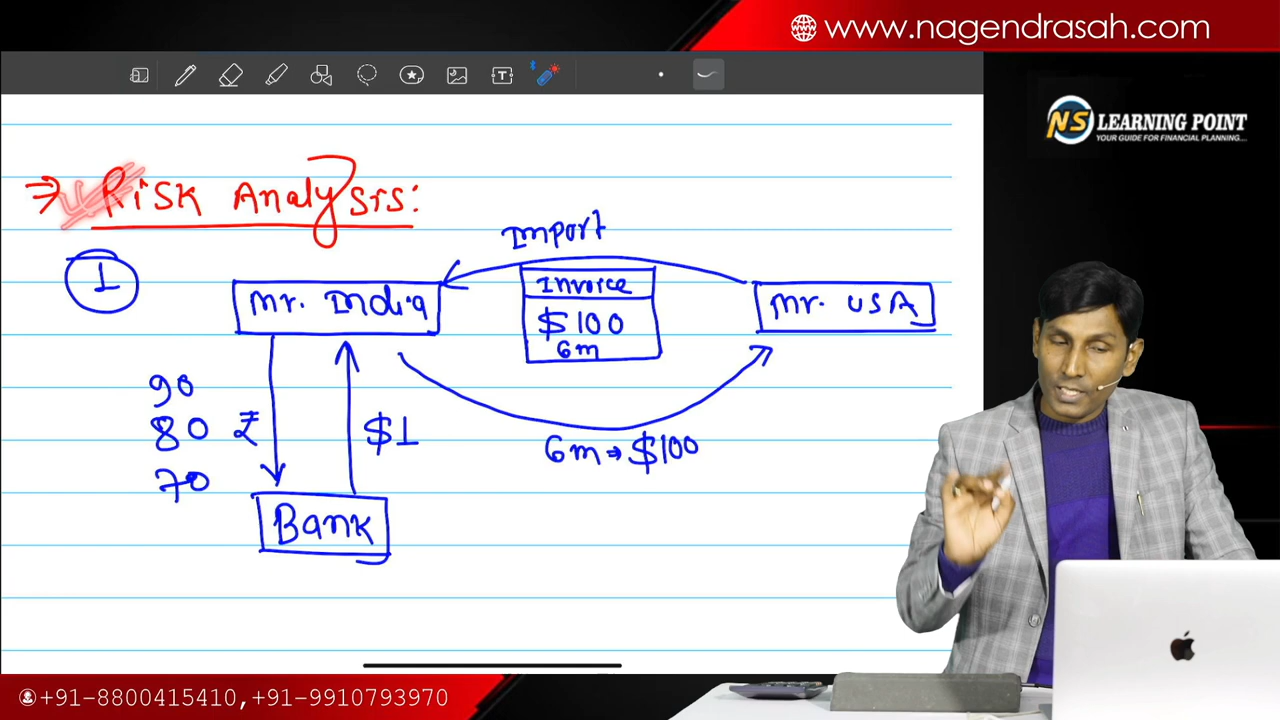 www.nagendrasah.com
NS LEARNING POINT
YOUR GUIDE FOR FINANCIAL PLANNING....
⇒ Risk Analysis:
1
Import
Mr. India
Invoice
$100
6m
Mr. USA
90
80 ₹
70
$1
6m → $100
Bank
+91-8800415410,+91-9910793970